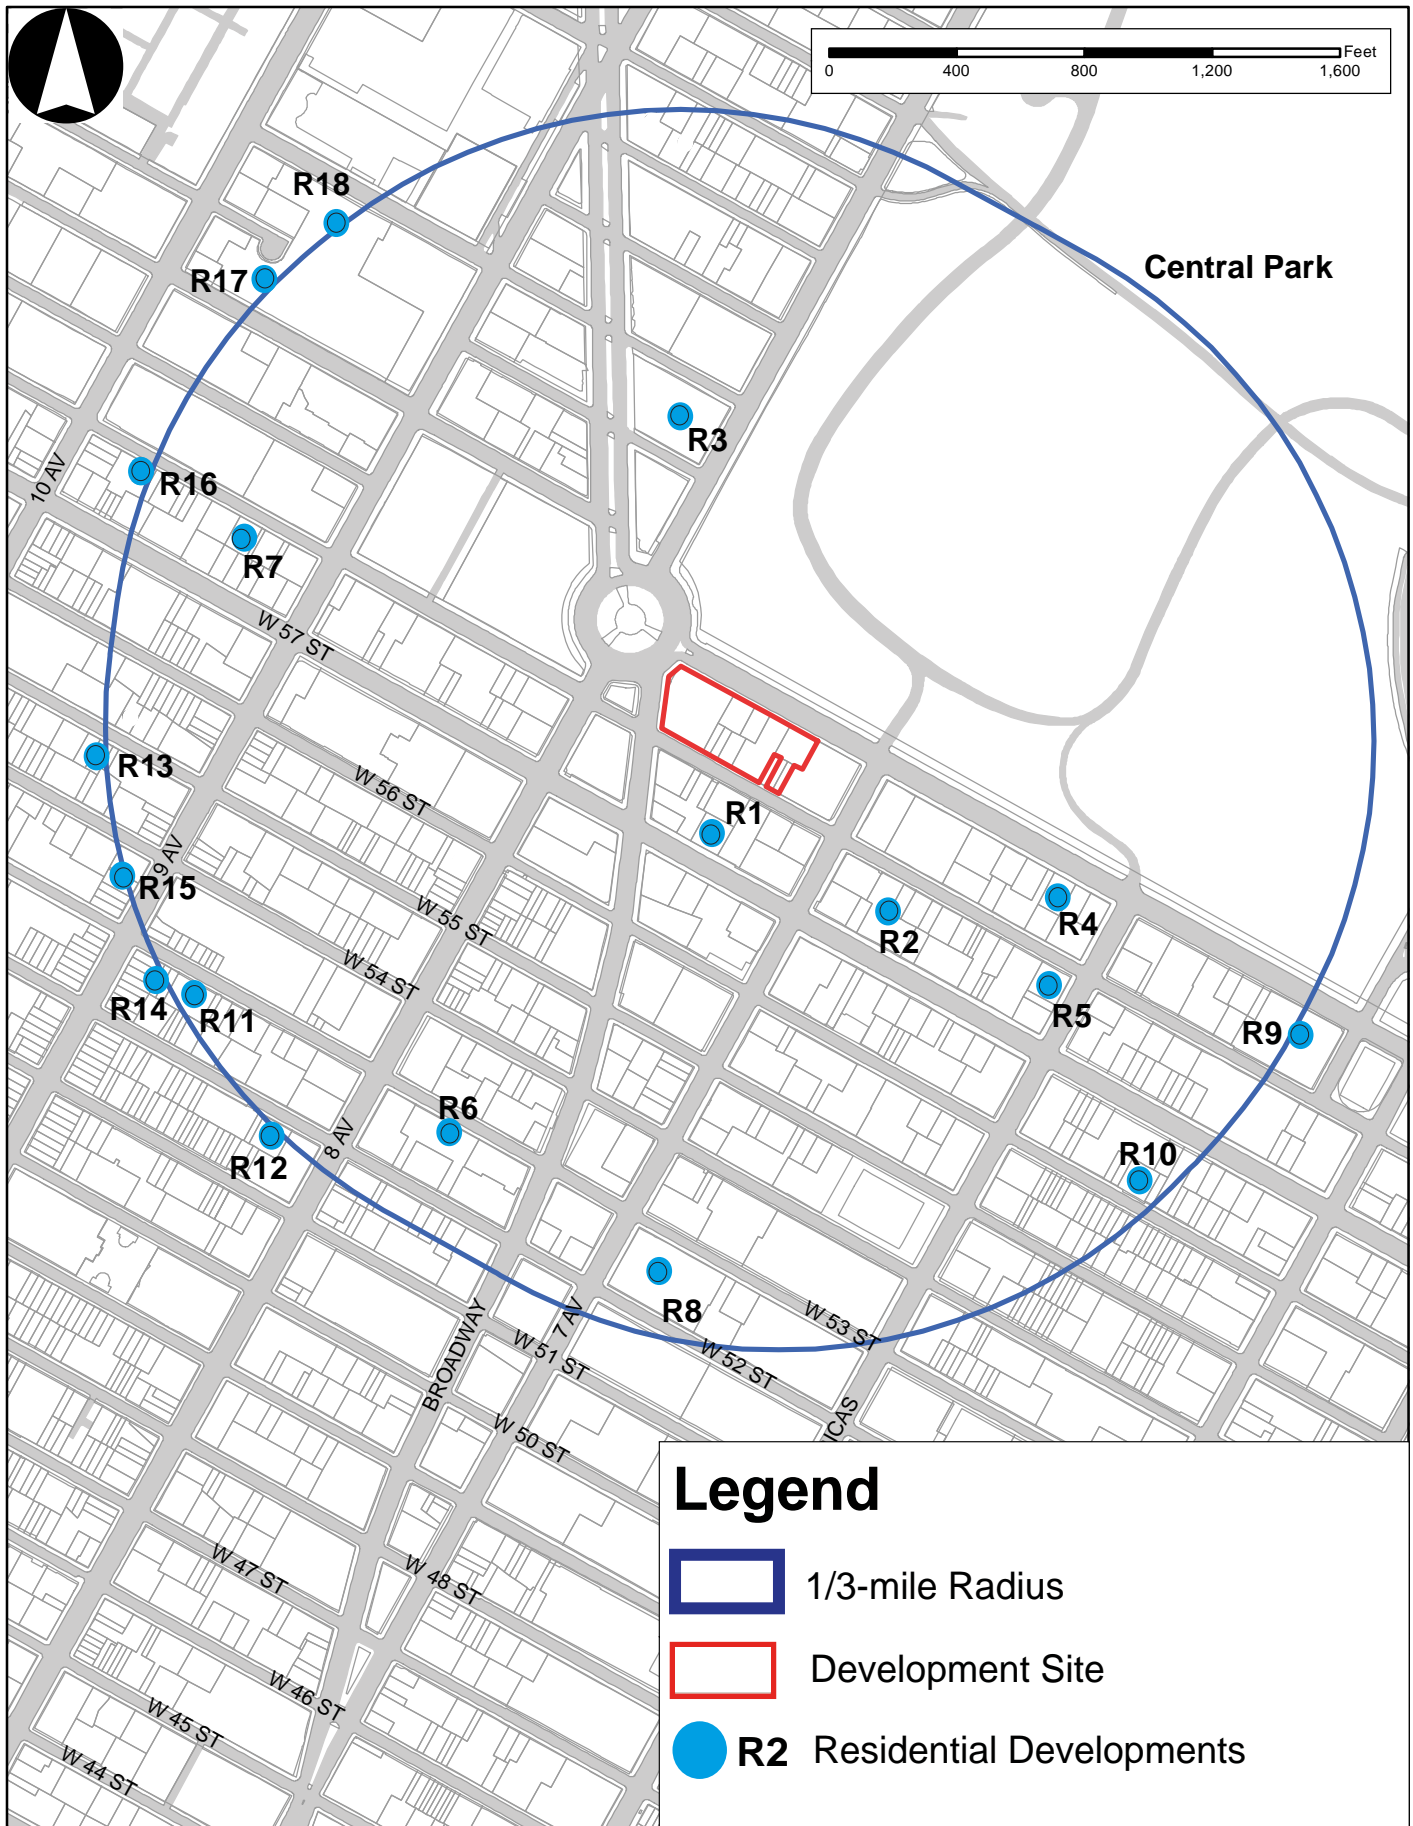 Feet
0 400 800 1,200 1,600
R18
Central Park
R17
R3
10 AV
R16
R7
W 57 ST
R13
W 56 ST
R1
9 AV
R15
W 55 ST
R2
R4
W 54 ST
R14
R11
R5
R9
R6
8 AV
R12
R10
R8
7 AV
W 53 ST
BROADWAY
W 51 ST
W 52 ST
ICAS
W 50 ST
Legend
W 47 ST
W 48 ST
1/3-mile Radius
Development Site
W 46 ST
W 45 ST
R2 Residential Developments
W 44 ST